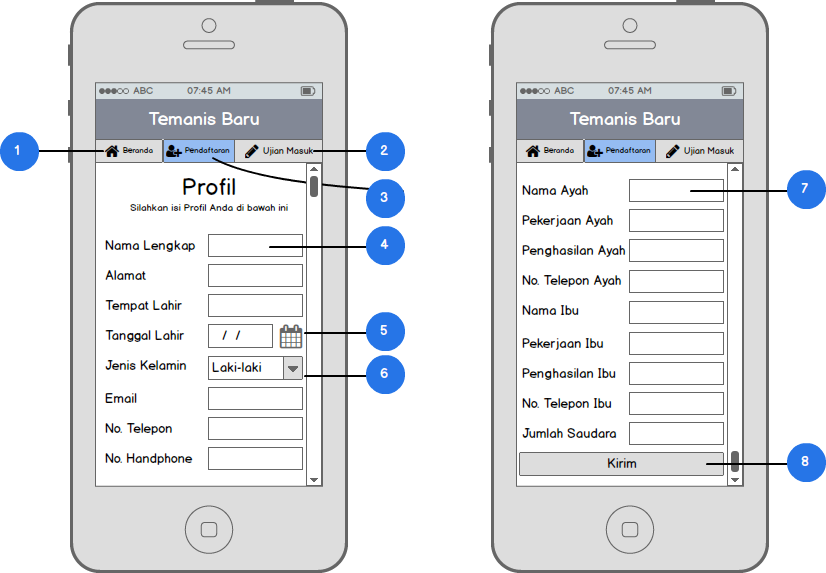 ABC 07:45 AM
Temanis Baru
Beranda Pendaftaran Ujian Masuk
Profil
Silahkan isi Profil Anda di bawah ini
Nama Lengkap
Alamat
Tempat Lahir
Tanggal Lahir / /
Jenis Kelamin Laki-laki
Email
No. Telepon
No. Handphone
1
2
3
4
5
6
ABC 07:45 AM
Temanis Baru
Beranda Pendaftaran Ujian Masuk
Nama Ayah
Pekerjaan Ayah
Penghasilan Ayah
No. Telepon Ayah
Nama Ibu
Pekerjaan Ibu
Penghasilan Ibu
No. Telepon Ibu
Jumlah Saudara
Kirim
7
8